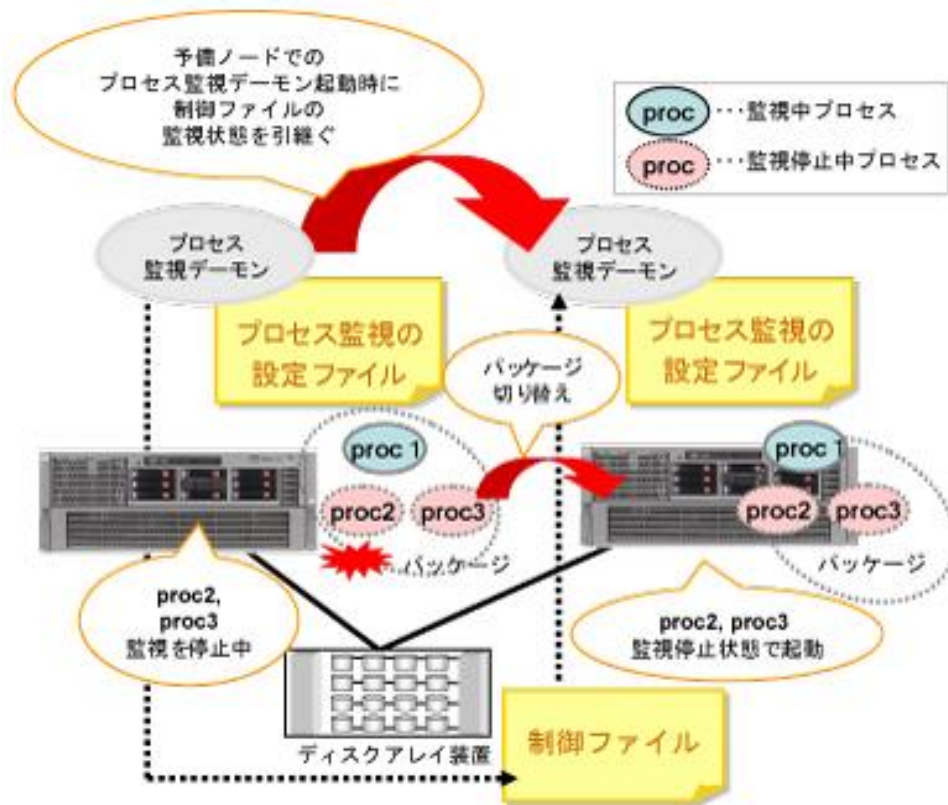 予備ノードでの
プロセス監視デーモン起動時に
制御ファイルの
監視状態を引継ぐ
proc …監視中プロセス
proc …監視停止中プロセス
プロセス
監視デーモン
プロセス
監視デーモン
プロセス監視の
設定ファイル
プロセス監視の
設定ファイル
パッケージ
切り替え
proc 1
proc2
proc3
パッケージ
proc 1
proc2
proc3
パッケージ
proc2,
proc3
監視を停止中
proc2, proc3
監視停止状態で起動
ディスクアレイ装置
制御ファイル